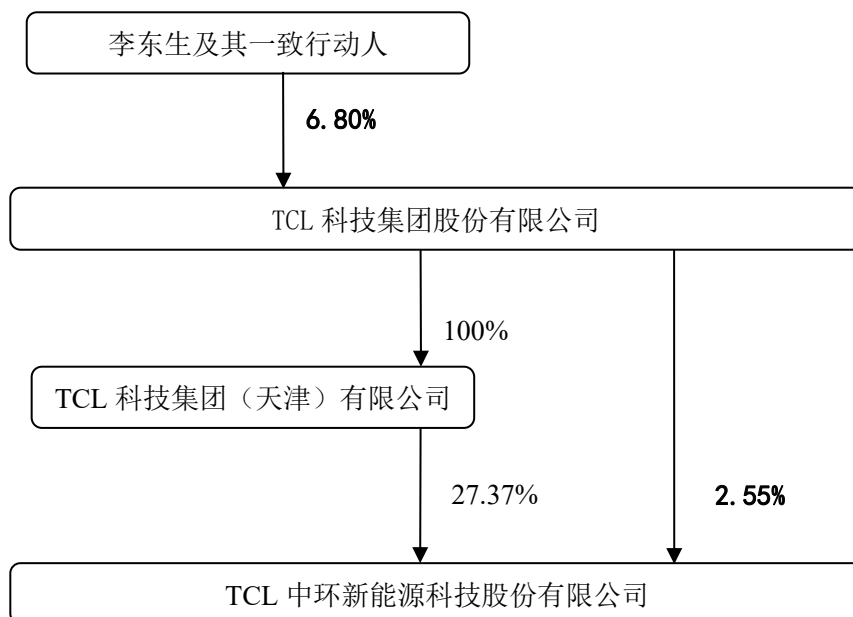 李东生及其一致行动人
6.80%
TCL 科技集团股份有限公司
100%
TCL 科技集团（天津）有限公司
27.37%
2.55%
TCL 中环新能源科技股份有限公司